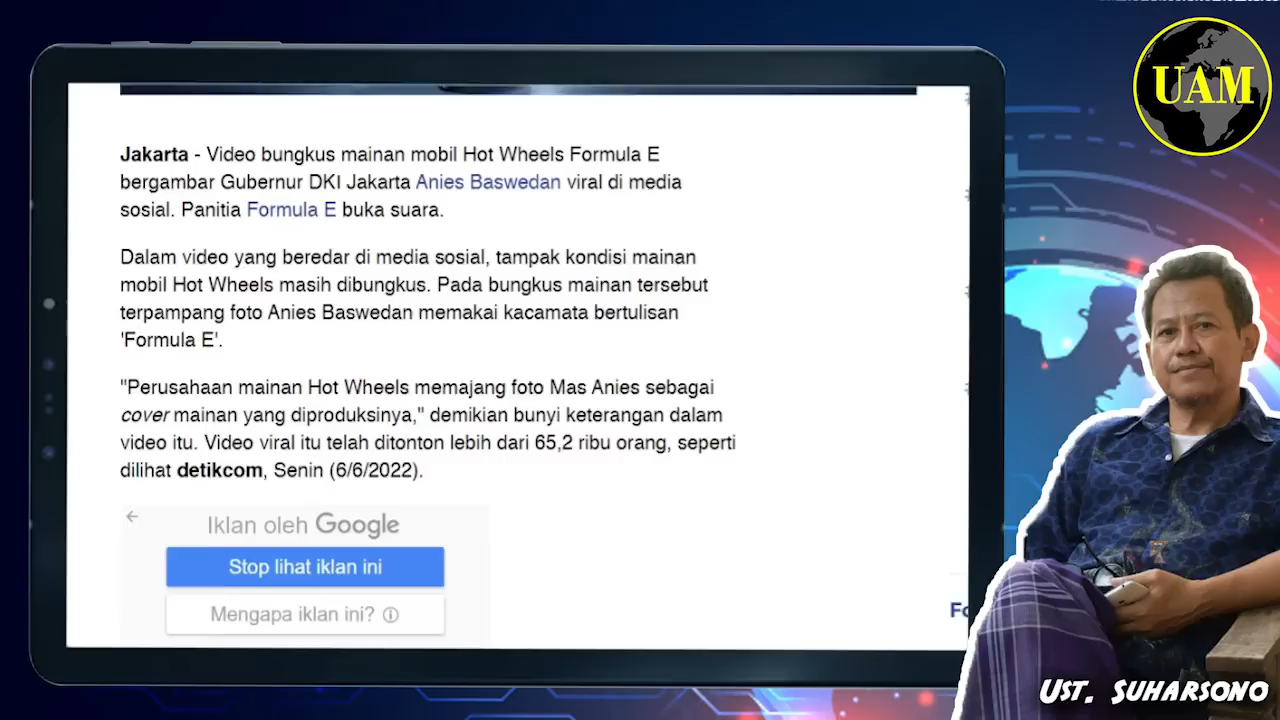 UAM
Jakarta - Video bungkus mainan mobil Hot Wheels Formula E
bergambar Gubernur DKI Jakarta Anies Baswedan viral di media
sosial. Panitia Formula E buka suara.
Dalam video yang beredar di media sosial, tampak kondisi mainan
mobil Hot Wheels masih dibungkus. Pada bungkus mainan tersebut
terpampang foto Anies Baswedan memakai kacamata bertulisan
'Formula E'.
"Perusahaan mainan Hot Wheels memajang foto Mas Anies sebagai
cover mainan yang diproduksinya," demikian bunyi keterangan dalam
video itu. Video viral itu telah ditonton lebih dari 65,2 ribu orang, seperti
dilihat detikcom, Senin (6/6/2022).
Iklan oleh Google
Stop lihat iklan ini
Mengapa iklan ini?
Ust. Suharsono